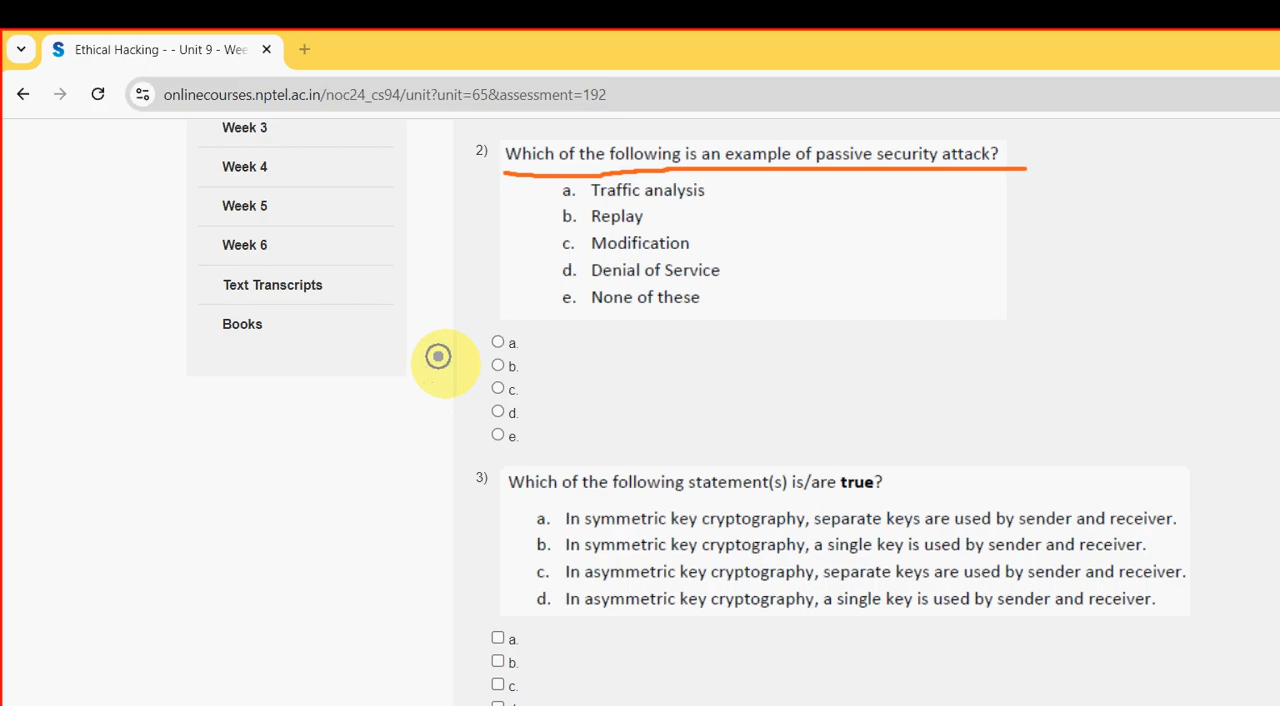 Ethical Hacking - - Unit 9 - Wee
onlinecourses.nptel.ac.in/noc24_cs94/unit?unit=65&assessment=192
Week 3
Week 4
Week 5
Week 6
Text Transcripts
Books
2) Which of the following is an example of passive security attack?
a. Traffic analysis
b. Replay
c. Modification
d. Denial of Service
e. None of these
a.
b.
c.
d.
e.
3) Which of the following statement(s) is/are true?
a. In symmetric key cryptography, separate keys are used by sender and receiver.
b. In symmetric key cryptography, a single key is used by sender and receiver.
c. In asymmetric key cryptography, separate keys are used by sender and receiver.
d. In asymmetric key cryptography, a single key is used by sender and receiver.
a.
b.
c.